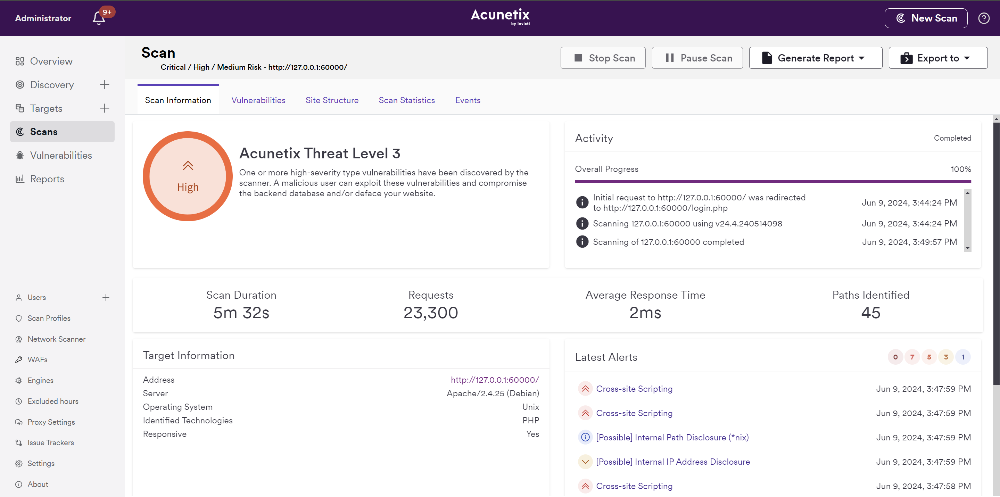 Administrator
9+
Acunetix
by Invicti
New Scan
Overview
Discovery
Targets
Scans
Vulnerabilities
Reports
Users
Scan Profiles
Network Scanner
WAFs
Engines
Excluded hours
Proxy Settings
Issue Trackers
Settings
About
Scan
Critical / High / Medium Risk - http://127.0.0.1:60000/
Stop Scan
Pause Scan
Generate Report
Export to
Scan Information
Vulnerabilities
Site Structure
Scan Statistics
Events
High
Acunetix Threat Level 3
One or more high-severity type vulnerabilities have been discovered by the
scanner. A malicious user can exploit these vulnerabilities and compromise
the backend database and/or deface your website.
Activity
Completed
Overall Progress
100%
Initial request to http://127.0.0.1:60000/ was redirected
to http://127.0.0.1:60000/login.php
Jun 9, 2024, 3:44:24 PM
Scanning 127.0.0.1:60000 using v24.4.240514098
Jun 9, 2024, 3:44:24 PM
Scanning of 127.0.0.1:60000 completed
Jun 9, 2024, 3:49:57 PM
Scan Duration
5m 32s
Requests
23,300
Average Response Time
2ms
Paths Identified
45
Target Information
Address
http://127.0.0.1:60000/
Server
Apache/2.4.25 (Debian)
Operating System
Unix
Identified Technologies
PHP
Responsive
Yes
Latest Alerts
0 7 5 3 1
Cross-site Scripting
Jun 9, 2024, 3:47:59 PM
Cross-site Scripting
Jun 9, 2024, 3:47:59 PM
[Possible] Internal Path Disclosure (*nix)
Jun 9, 2024, 3:47:59 PM
[Possible] Internal IP Address Disclosure
Jun 9, 2024, 3:47:59 PM
Cross-site Scripting
Jun 9, 2024, 3:47:58 PM